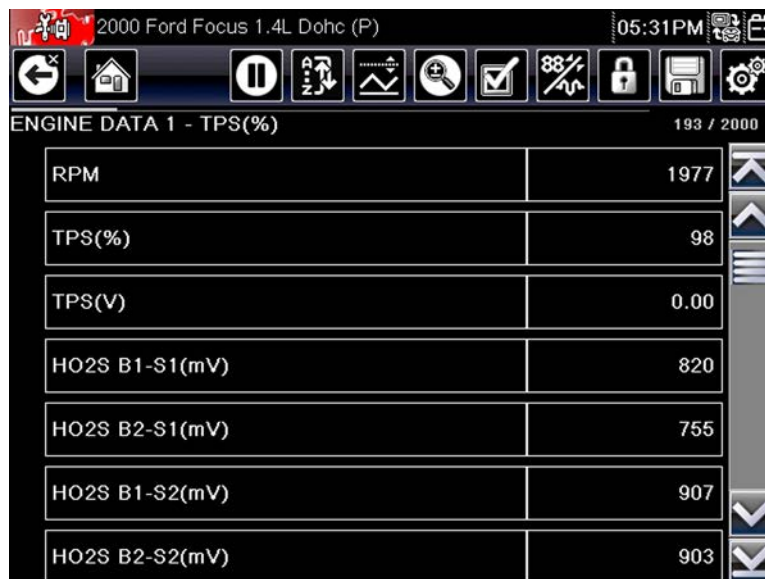 2000 Ford Focus 1.4L Dohc (P) 05:31PM
ENGINE DATA 1 - TPS(%) 193 / 2000
RPM 1977
TPS(%) 98
TPS(V) 0.00
HO2S B1-S1(mV) 820
HO2S B2-S1(mV) 755
HO2S B1-S2(mV) 907
HO2S B2-S2(mV) 903